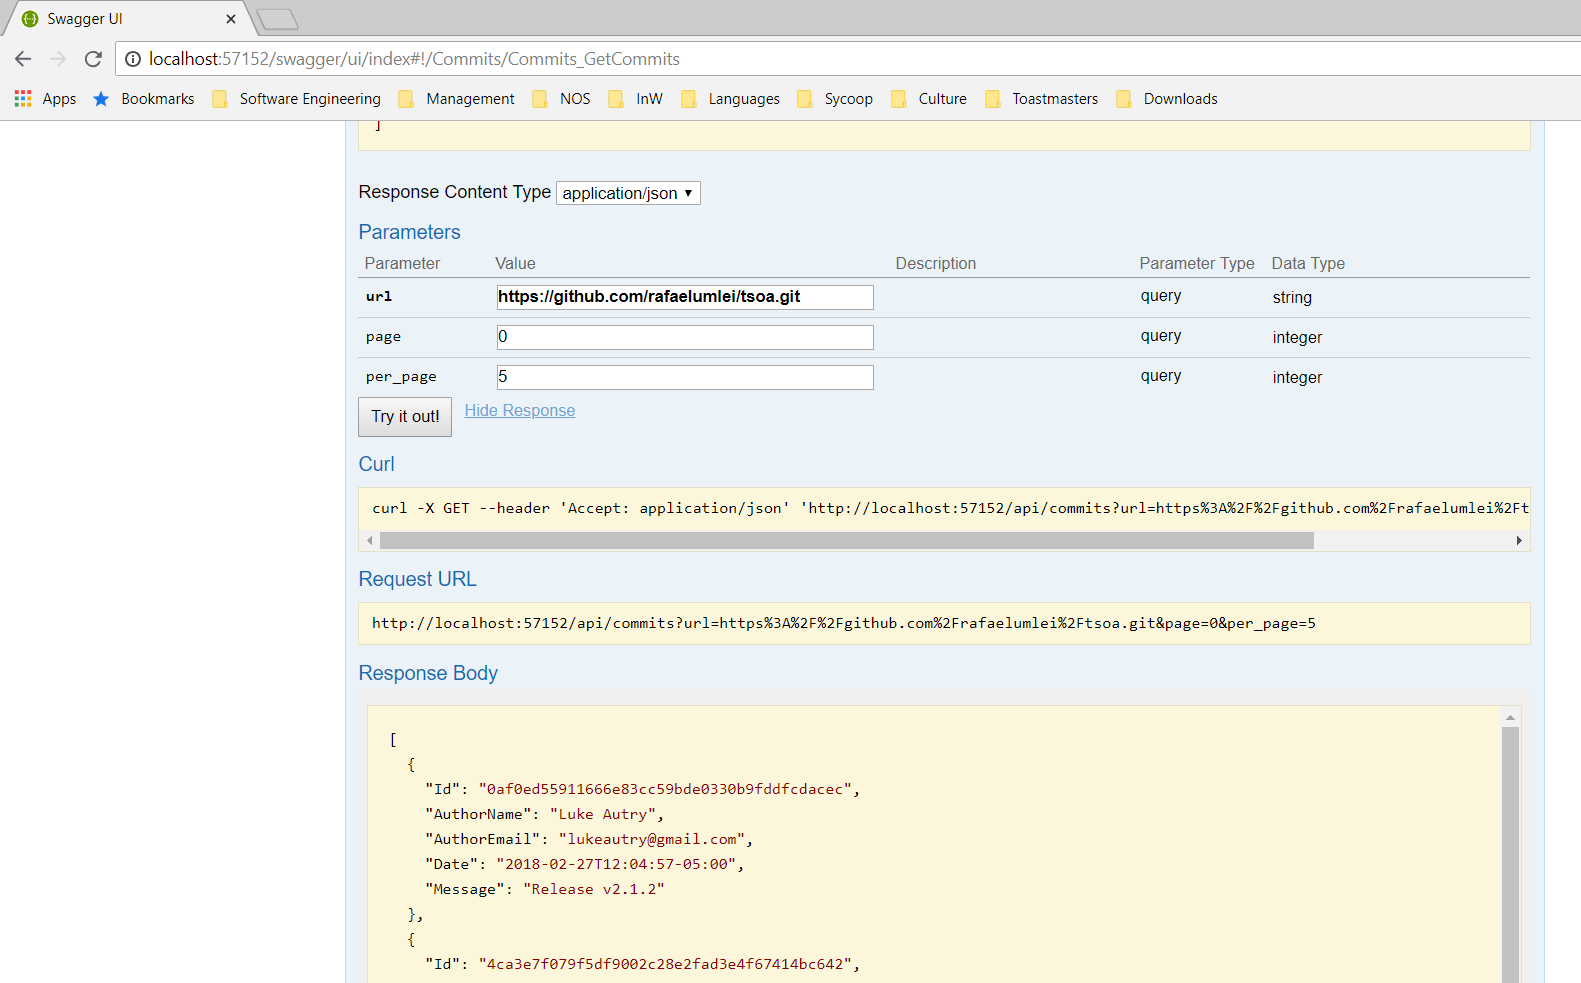 Swagger UI
localhost:57152/swagger/ui/index#!/Commits/Commits_GetCommits
Apps Bookmarks Software Engineering Management NOS InW Languages Sycoop Culture Toastmasters Downloads
]
Response Content Type application/json
Parameters
Parameter Value Description Parameter Type Data Type
url https://github.com/rafaelumlei/tsoa.git query string
page 0 query integer
per_page 5 query integer
Try it out! Hide Response
Curl
curl -X GET --header 'Accept: application/json' 'http://localhost:57152/api/commits?url=https%3A%2F%2Fgithub.com%2Frafaelumlei%2Ft
Request URL
http://localhost:57152/api/commits?url=https%3A%2F%2Fgithub.com%2Frafaelumlei%2Ftsoa.git&page=0&per_page=5
Response Body
[
{
"Id": "0af0ed55911666e83cc59bde0330b9fddfcdacec",
"AuthorName": "Luke Autry",
"AuthorEmail": "lukeautry@gmail.com",
"Date": "2018-02-27T12:04:57-05:00",
"Message": "Release v2.1.2"
},
{
"Id": "4ca3e7f079f5df9002c28e2fad3e4f67414bc642",